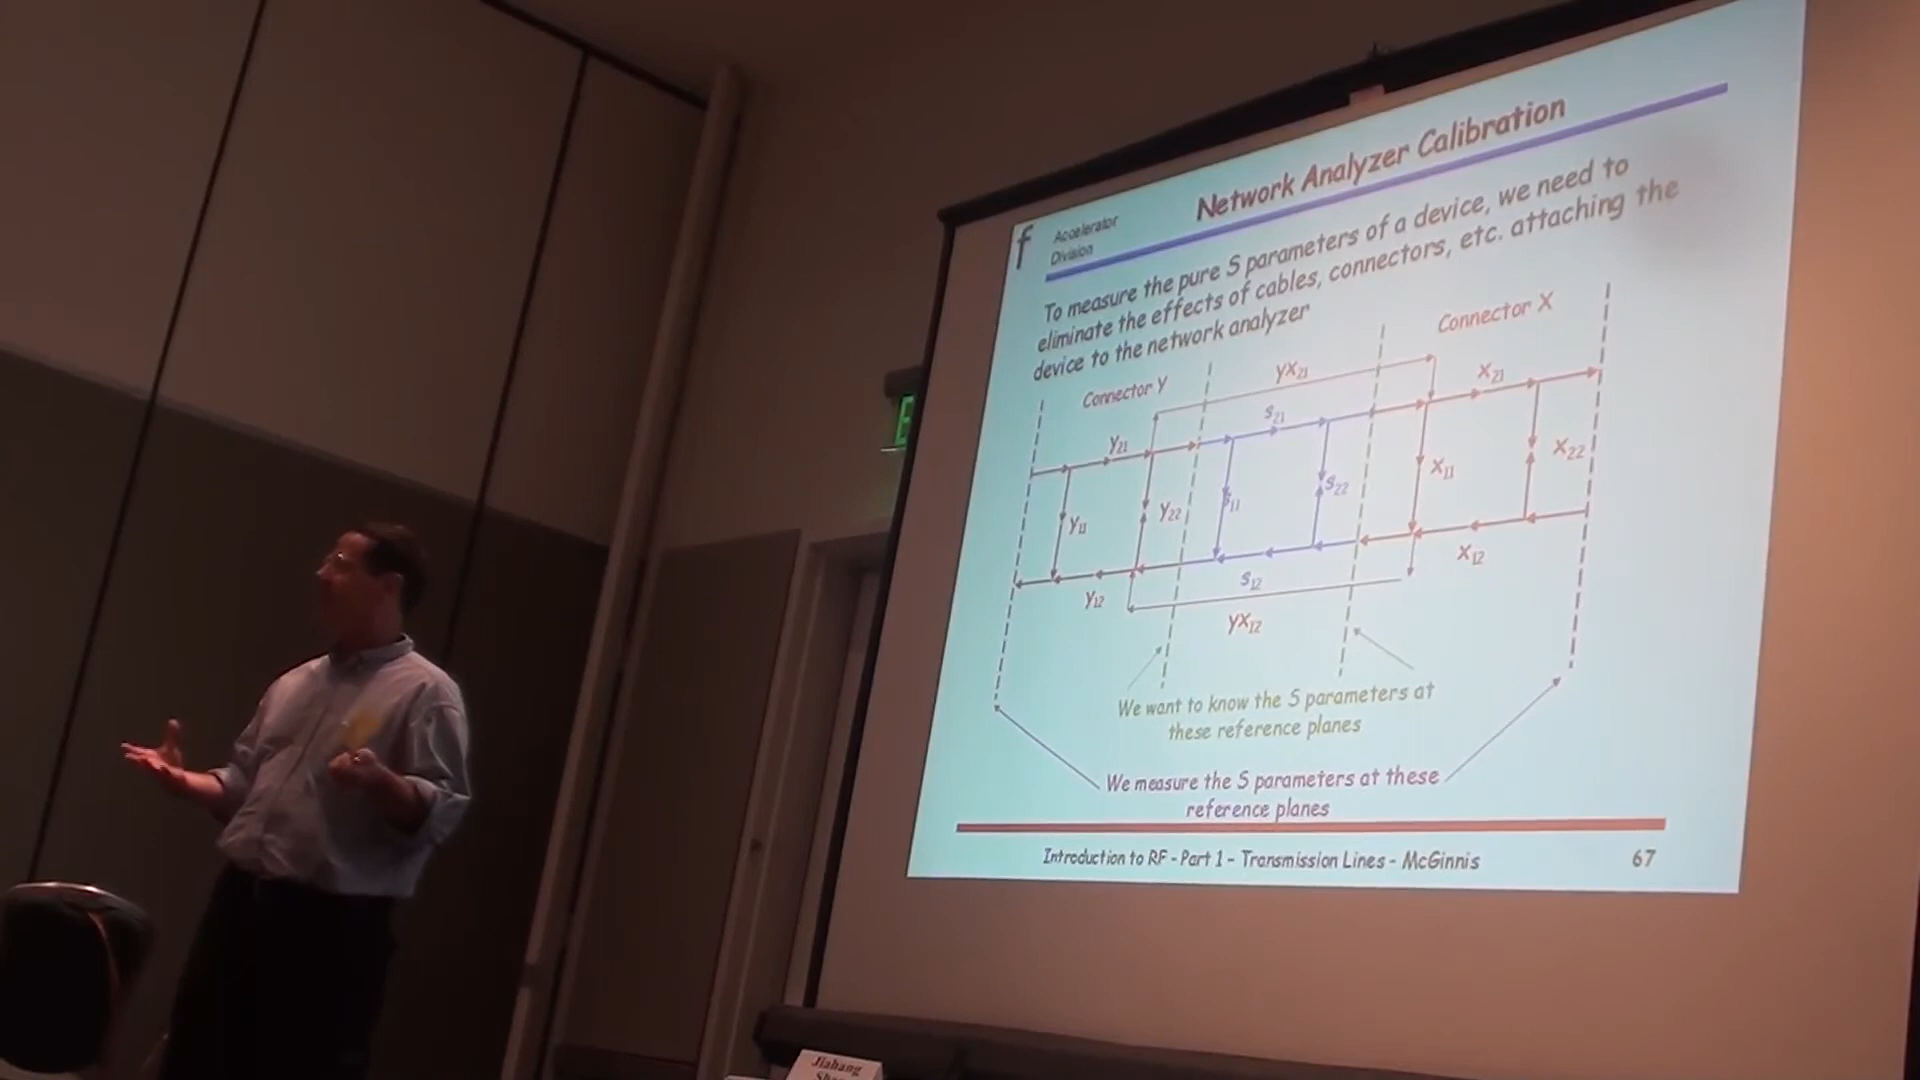 Network Analyzer Calibration
f
Accelerator
Division
To measure the pure S parameters of a device, we need to
eliminate the effects of cables, connectors, etc. attaching the
device to the network analyzer
Connector Y
Connector X
yx21
x21
s21
y21
x22
x11
s22
s11
y22
y11
x12
s12
y12
yx12
We want to know the S parameters at
these reference planes
We measure the S parameters at these
reference planes
Introduction to RF - Part 1 - Transmission Lines - McGinnis
67
Jiahang